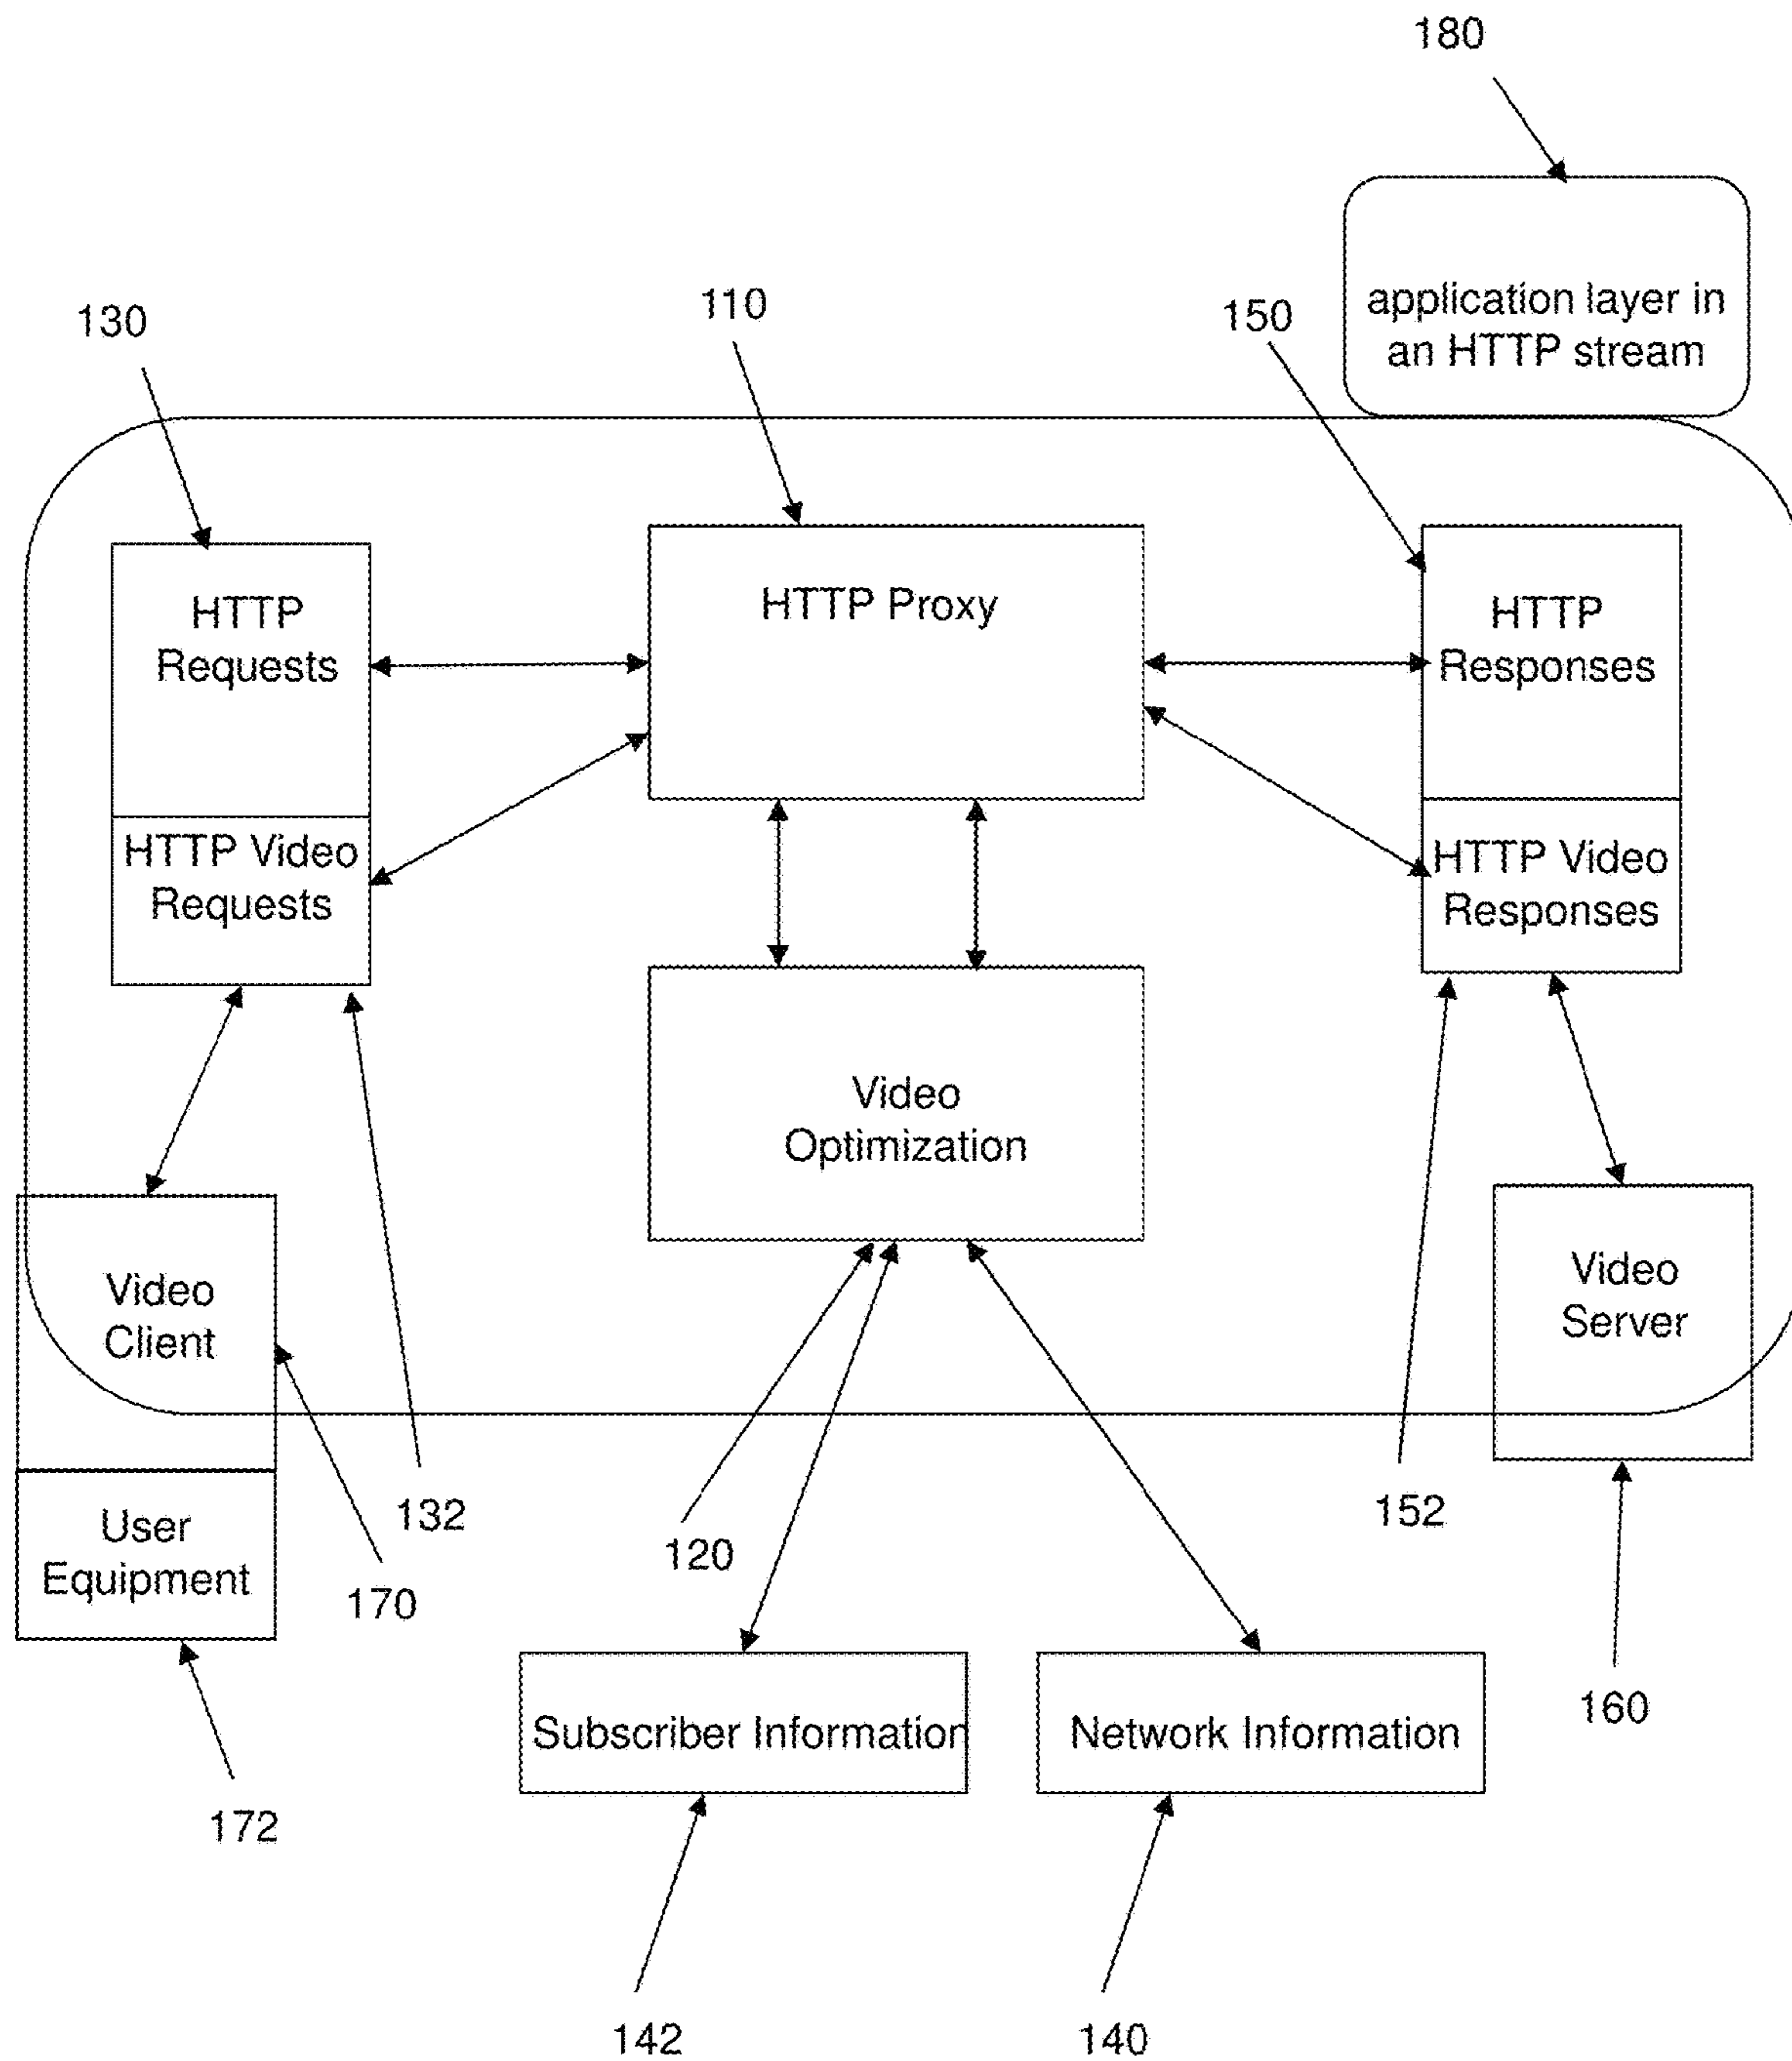 180
application layer in
an HTTP stream
130
110
150
HTTP
Requests
HTTP Proxy
HTTP
Responses
HTTP Video
Requests
HTTP Video
Responses
Video
Optimization
Video
Client
Video
Server
User
Equipment
132
170
120
152
160
172
Subscriber Information
Network Information
142
140